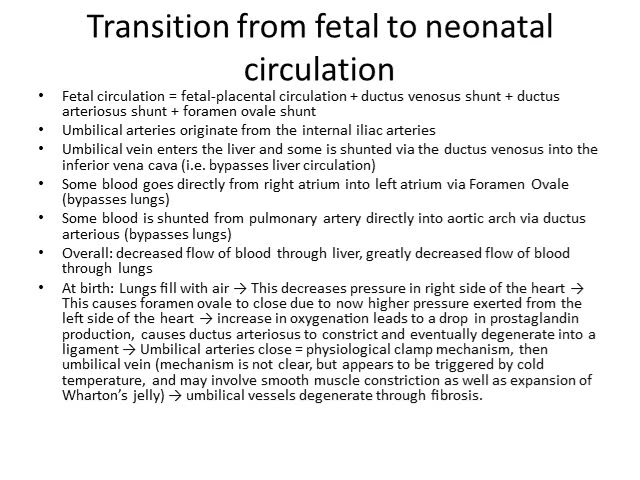 Transition from fetal to neonatal
circulation
• Fetal circulation = fetal-placental circulation + ductus venosus shunt + ductus
arteriosus shunt + foramen ovale shunt
• Umbilical arteries originate from the internal iliac arteries
• Umbilical vein enters the liver and some is shunted via the ductus venosus into the
inferior vena cava (i.e. bypasses liver circulation)
• Some blood goes directly from right atrium into left atrium via Foramen Ovale
(bypasses lungs)
• Some blood is shunted from pulmonary artery directly into aortic arch via ductus
arterious (bypasses lungs)
• Overall: decreased flow of blood through liver, greatly decreased flow of blood
through lungs
• At birth: Lungs fill with air → This decreases pressure in right side of the heart →
This causes foramen ovale to close due to now higher pressure exerted from the
left side of the heart → increase in oxygenation leads to a drop in prostaglandin
production, causes ductus arteriosus to constrict and eventually degenerate into a
ligament → Umbilical arteries close = physiological clamp mechanism, then
umbilical vein (mechanism is not clear, but appears to be triggered by cold
temperature, and may involve smooth muscle constriction as well as expansion of
Wharton’s jelly) → umbilical vessels degenerate through fibrosis.